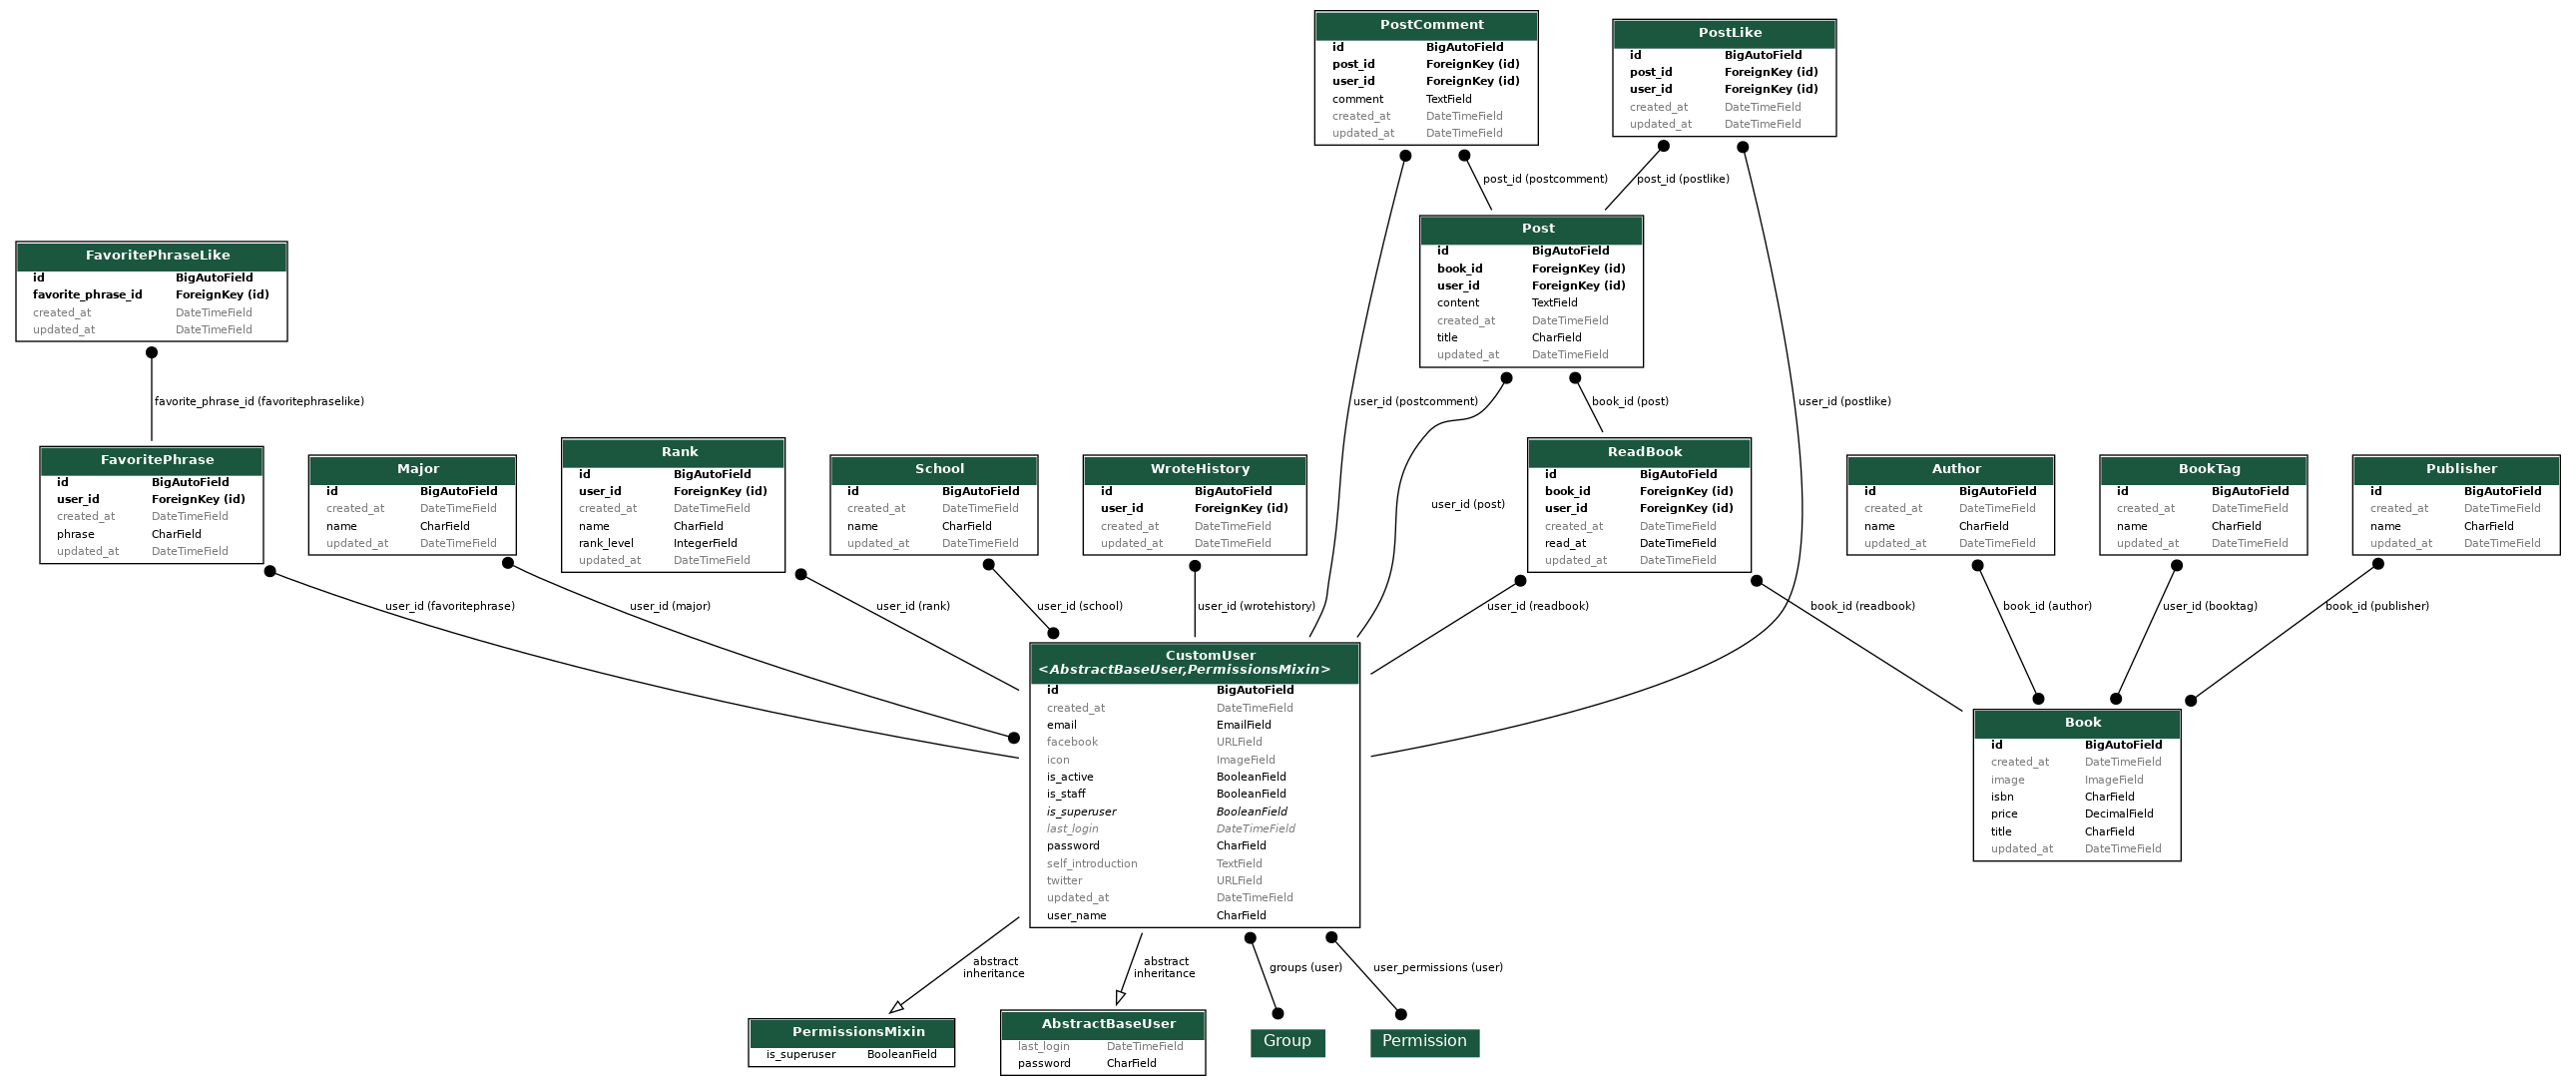 PostComment
id BigAutoField
post_id ForeignKey (id)
user_id ForeignKey (id)
comment TextField
created_at DateTimeField
updated_at DateTimeField
PostLike
id BigAutoField
post_id ForeignKey (id)
user_id ForeignKey (id)
created_at DateTimeField
updated_at DateTimeField
post_id (postcomment)
post_id (postlike)
Post
id BigAutoField
book_id ForeignKey (id)
user_id ForeignKey (id)
content TextField
created_at DateTimeField
title CharField
updated_at DateTimeField
FavoritePhraseLike
id BigAutoField
favorite_phrase_id ForeignKey (id)
created_at DateTimeField
updated_at DateTimeField
favorite_phrase_id (favoritephraselike)
user_id (postcomment)
book_id (post)
user_id (postlike)
FavoritePhrase
id BigAutoField
user_id ForeignKey (id)
created_at DateTimeField
phrase CharField
updated_at DateTimeField
Major
id BigAutoField
created_at DateTimeField
name CharField
updated_at DateTimeField
Rank
id BigAutoField
user_id ForeignKey (id)
created_at DateTimeField
name CharField
rank_level IntegerField
updated_at DateTimeField
School
id BigAutoField
created_at DateTimeField
name CharField
updated_at DateTimeField
WroteHistory
id BigAutoField
user_id ForeignKey (id)
created_at DateTimeField
updated_at DateTimeField
user_id (post)
ReadBook
id BigAutoField
book_id ForeignKey (id)
user_id ForeignKey (id)
created_at DateTimeField
read_at DateTimeField
updated_at DateTimeField
Author
id BigAutoField
created_at DateTimeField
name CharField
updated_at DateTimeField
BookTag
id BigAutoField
created_at DateTimeField
name CharField
updated_at DateTimeField
Publisher
id BigAutoField
created_at DateTimeField
name CharField
updated_at DateTimeField
user_id (favoritephrase)
user_id (major)
user_id (rank)
user_id (school)
user_id (wrotehistory)
user_id (readbook)
book_id (readbook)
book_id (author)
user_id (booktag)
book_id (publisher)
CustomUser
<AbstractBaseUser,PermissionsMixin>
id BigAutoField
created_at DateTimeField
email EmailField
facebook URLField
icon ImageField
is_active BooleanField
is_staff BooleanField
is_superuser BooleanField
last_login DateTimeField
password CharField
self_introduction TextField
twitter URLField
updated_at DateTimeField
user_name CharField
Book
id BigAutoField
created_at DateTimeField
image ImageField
isbn CharField
price DecimalField
title CharField
updated_at DateTimeField
abstract
inheritance
abstract
inheritance
groups (user)
user_permissions (user)
PermissionsMixin
is_superuser BooleanField
AbstractBaseUser
last_login DateTimeField
password CharField
Group
Permission